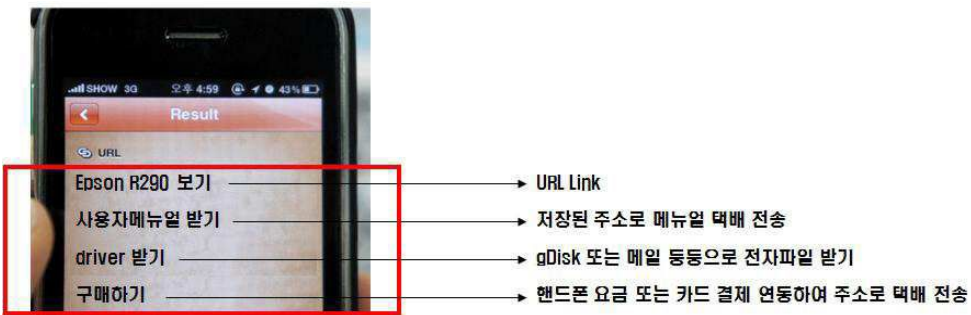 SHOW 3G 오후 4:59 43%
Result
URL
Epson R290 보기 URL Link
사용자메뉴얼 받기 저장된 주소로 메뉴얼 택배 전송
driver 받기 gDisk 또는 메일 등등으로 전자파일 받기
구매하기 핸드폰 요금 또는 카드 결제 연동하여 주소로 택배 전송